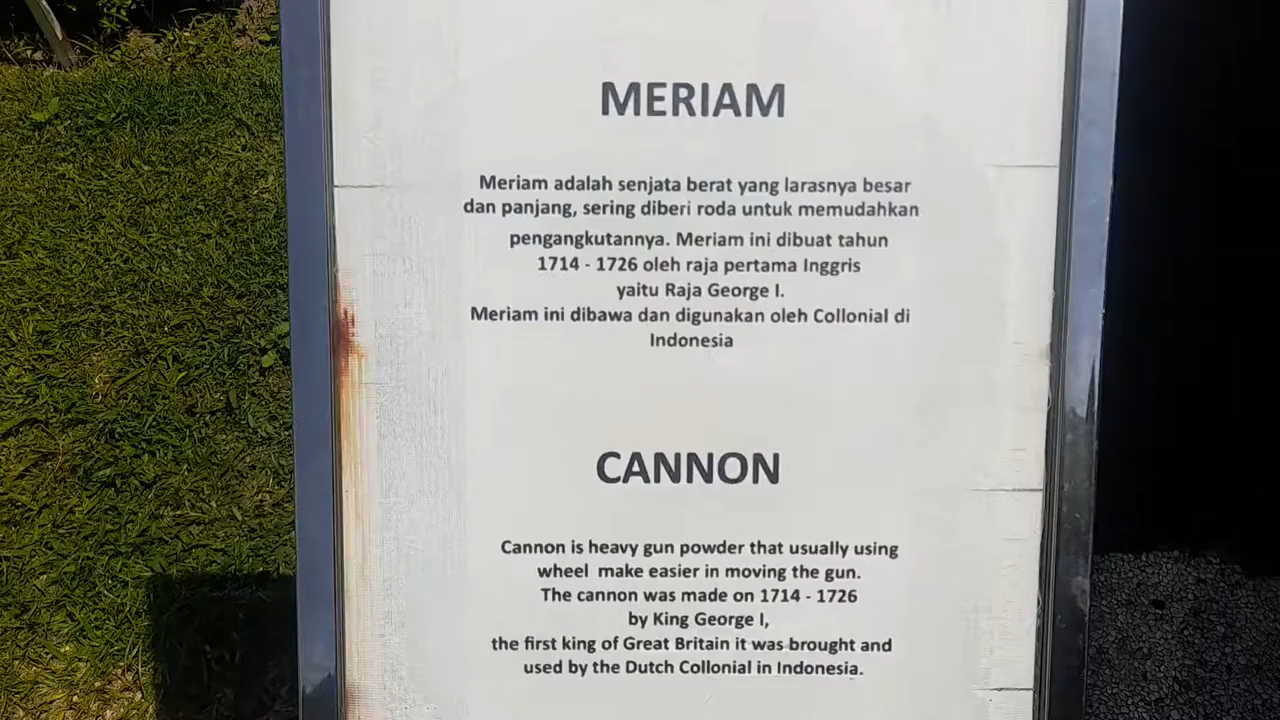 MERIAM
Meriam adalah senjata berat yang larasnya besar
dan panjang, sering diberi roda untuk memudahkan
pengangkutannya. Meriam ini dibuat tahun
1714 - 1726 oleh raja pertama Inggris
yaitu Raja George I.
Meriam ini dibawa dan digunakan oleh Collonial di
Indonesia
CANNON
Cannon is heavy gun powder that usually using
wheel make easier in moving the gun.
The cannon was made on 1714 - 1726
by King George I,
the first king of Great Britain it was brought and
used by the Dutch Collonial in Indonesia.